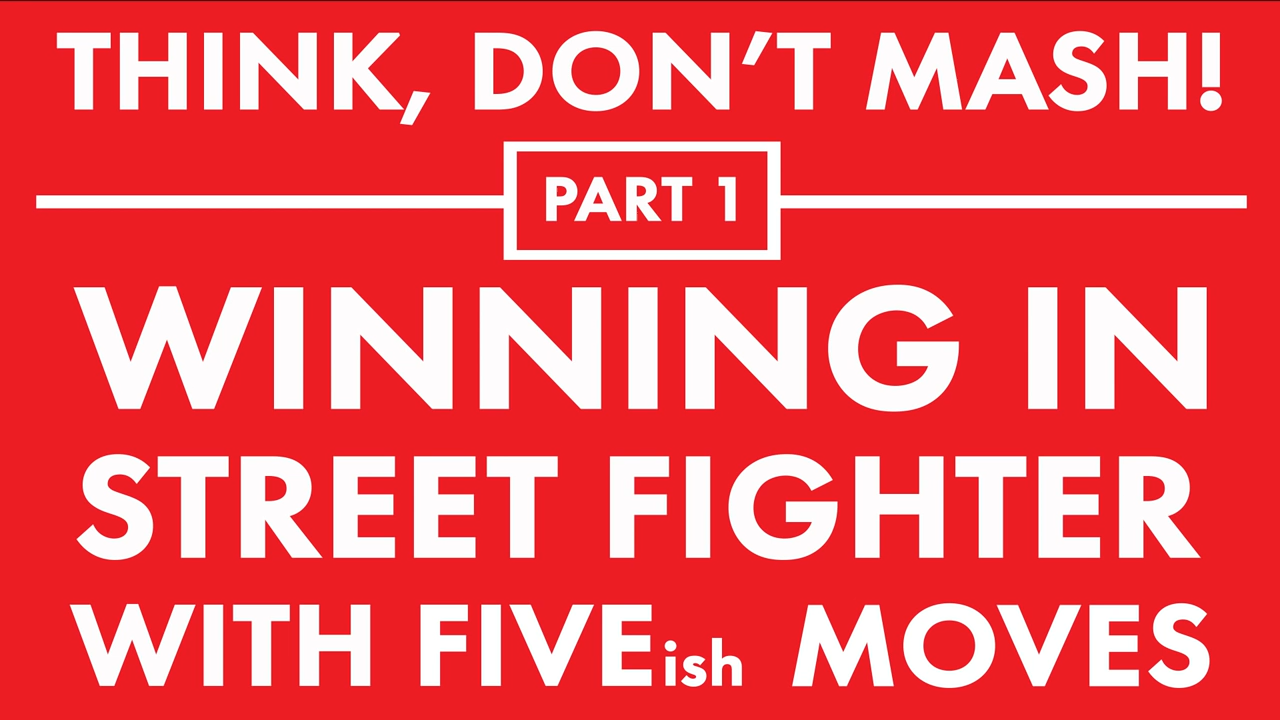 THINK, DON’T MASH!
PART 1
WINNING IN
STREET FIGHTER
WITH FIVEish MOVES